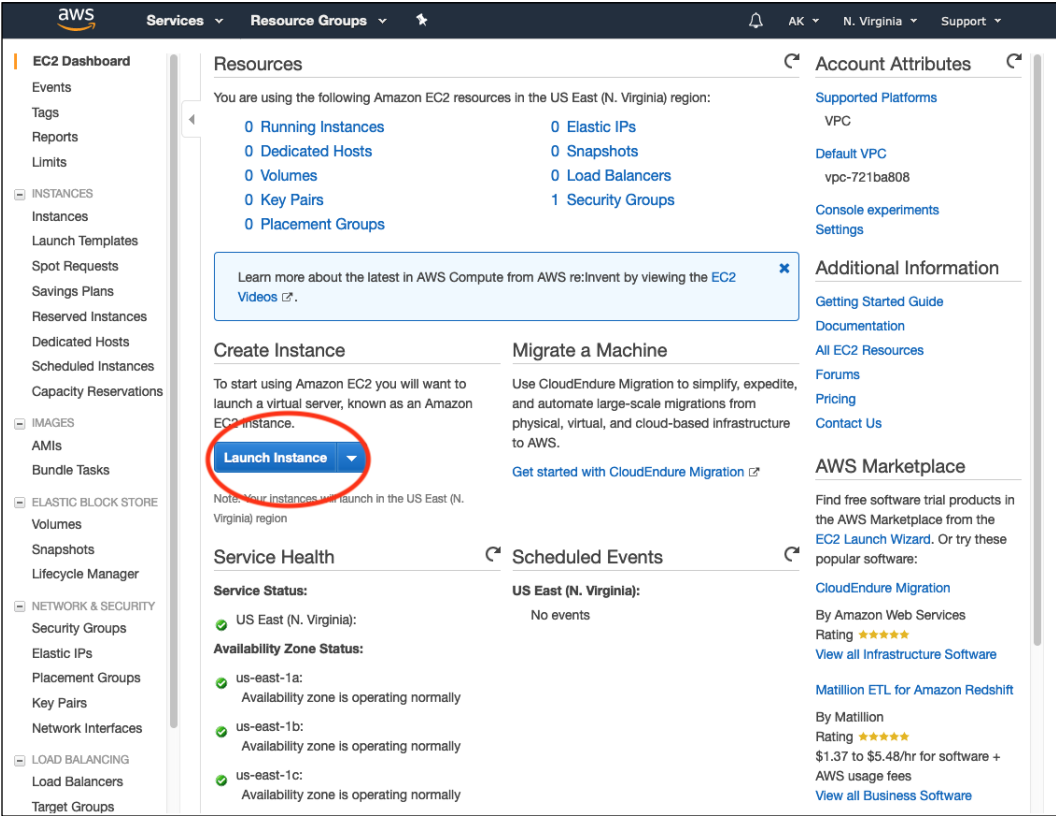 aws
Services
Resource Groups
AK
N. Virginia
Support
EC2 Dashboard
Events
Tags
Reports
Limits
INSTANCES
Instances
Launch Templates
Spot Requests
Savings Plans
Reserved Instances
Dedicated Hosts
Scheduled Instances
Capacity Reservations
IMAGES
AMIs
Bundle Tasks
ELASTIC BLOCK STORE
Volumes
Snapshots
Lifecycle Manager
NETWORK & SECURITY
Security Groups
Elastic IPs
Placement Groups
Key Pairs
Network Interfaces
LOAD BALANCING
Load Balancers
Target Groups
Resources
You are using the following Amazon EC2 resources in the US East (N. Virginia) region:
0 Running Instances
0 Dedicated Hosts
0 Volumes
0 Key Pairs
0 Placement Groups
0 Elastic IPs
0 Snapshots
0 Load Balancers
1 Security Groups
Learn more about the latest in AWS Compute from AWS re:Invent by viewing the EC2
Videos .
Create Instance
To start using Amazon EC2 you will want to
launch a virtual server, known as an Amazon
EC2 instance.
Launch Instance
Note: Your instances will launch in the US East (N.
Virginia) region
Migrate a Machine
Use CloudEndure Migration to simplify, expedite,
and automate large-scale migrations from
physical, virtual, and cloud-based infrastructure
to AWS.
Get started with CloudEndure Migration
Service Health
Service Status:
US East (N. Virginia):
Availability Zone Status:
us-east-1a:
Availability zone is operating normally
us-east-1b:
Availability zone is operating normally
us-east-1c:
Availability zone is operating normally
Scheduled Events
US East (N. Virginia):
No events
Account Attributes
Supported Platforms
VPC
Default VPC
vpc-721ba808
Console experiments
Settings
Additional Information
Getting Started Guide
Documentation
All EC2 Resources
Forums
Pricing
Contact Us
AWS Marketplace
Find free software trial products in
the AWS Marketplace from the
EC2 Launch Wizard. Or try these
popular software:
CloudEndure Migration
By Amazon Web Services
Rating
View all Infrastructure Software
Matillion ETL for Amazon Redshift
By Matillion
Rating
$1.37 to $5.48/hr for software +
AWS usage fees
View all Business Software